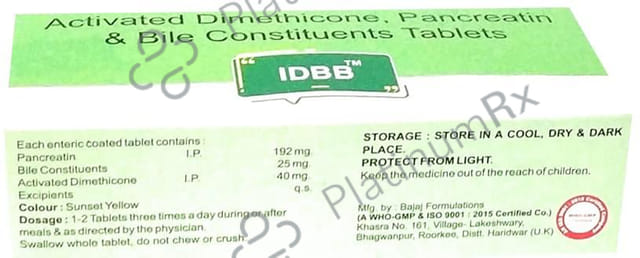 Activated Dimethicone, Pancreatin
& Bile Constituents Tablets
IDBB™
Each enteric coated tablet contains :
Pancreatin I.P. 192 mg.
Bile Constituents 25 mg.
Activated Dimethicone I.P. 40 mg.
Excipients q.s.
Colour : Sunset Yellow
Dosage : 1-2 Tablets three times a day during or after
meals & as directed by the physician.
Swallow whole tablet, do not chew or crush.
STORAGE : STORE IN A COOL, DRY & DARK
PLACE.
PROTECT FROM LIGHT.
Keep the medicine out of the reach of children.
Mfg. by : Bajaj Formulations
(A WHO-GMP & ISO 9001 : 2015 Certified Co.)
Khasra No. 161, Village- Lakeshwary,
Bhagwanpur, Roorkee, Distt. Haridwar (U.K)
WHO-GMP
PlatinumRx